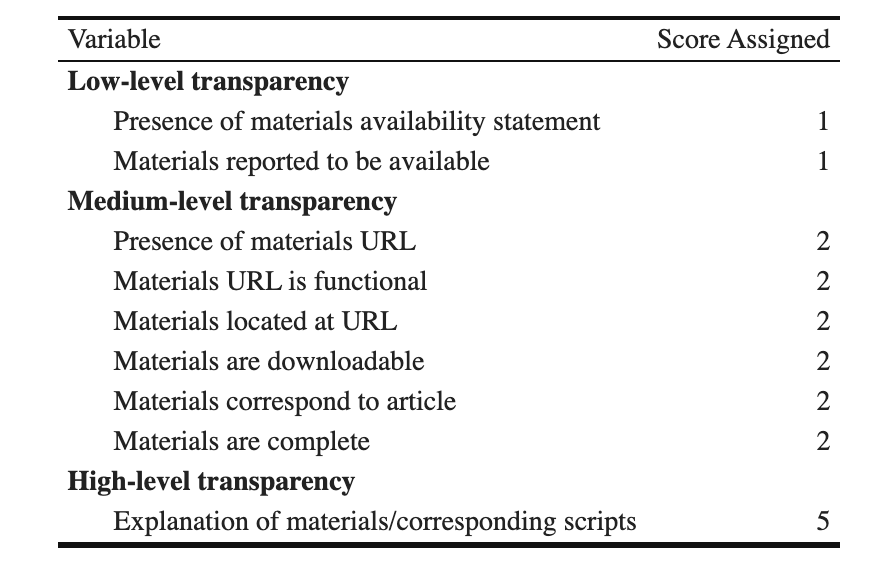 Variable Score Assigned
Low-level transparency
Presence of materials availability statement 1
Materials reported to be available 1
Medium-level transparency
Presence of materials URL 2
Materials URL is functional 2
Materials located at URL 2
Materials are downloadable 2
Materials correspond to article 2
Materials are complete 2
High-level transparency
Explanation of materials/corresponding scripts 5